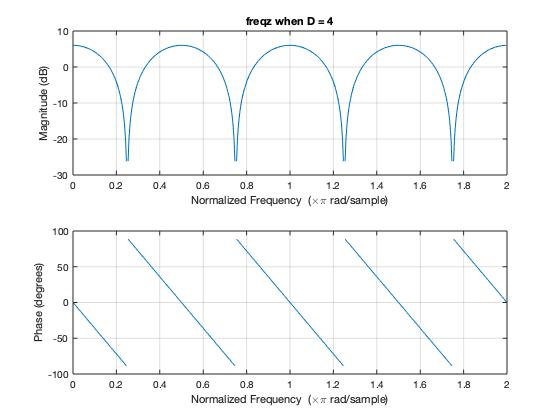 freqz when D = 4
10
0
-10
-20
-30
Magnitude (dB)
0 0.2 0.4 0.6 0.8 1 1.2 1.4 1.6 1.8 2
Normalized Frequency (×π rad/sample)
100
50
0
-50
-100
Phase (degrees)
0 0.2 0.4 0.6 0.8 1 1.2 1.4 1.6 1.8 2
Normalized Frequency (×π rad/sample)